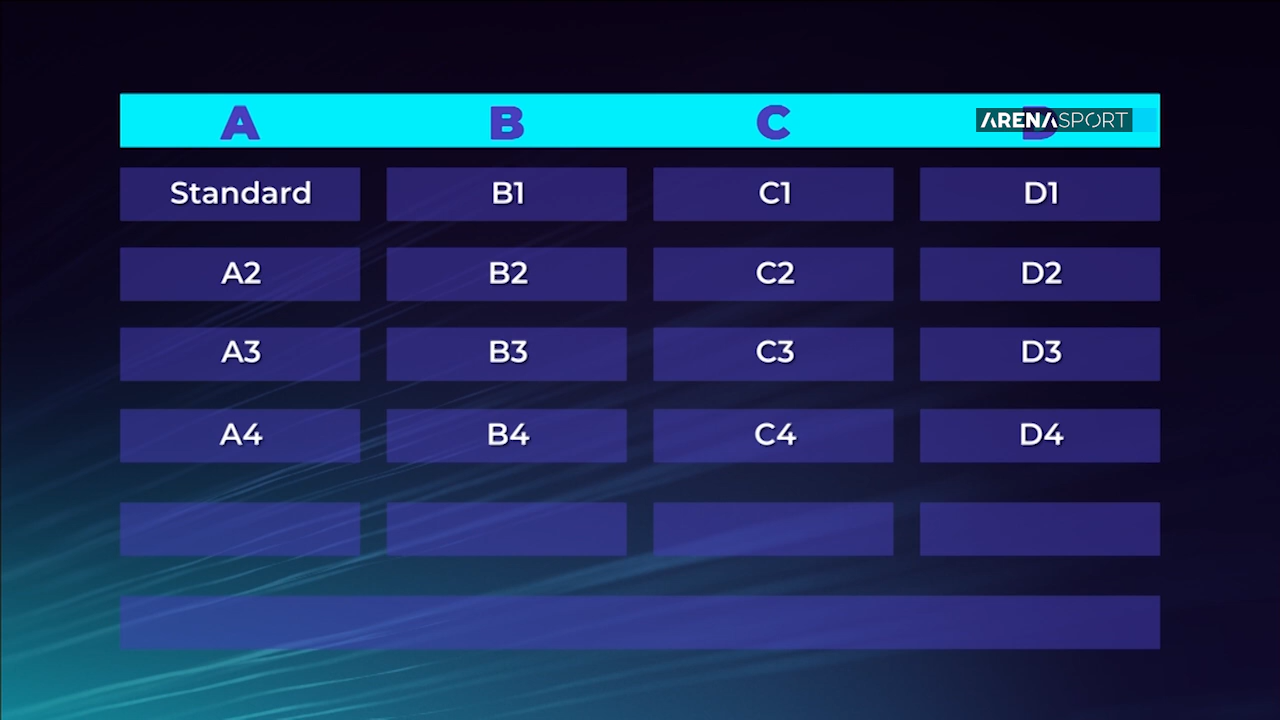 A B C D
ARENASPORT
Standard B1 C1 D1
A2 B2 C2 D2
A3 B3 C3 D3
A4 B4 C4 D4